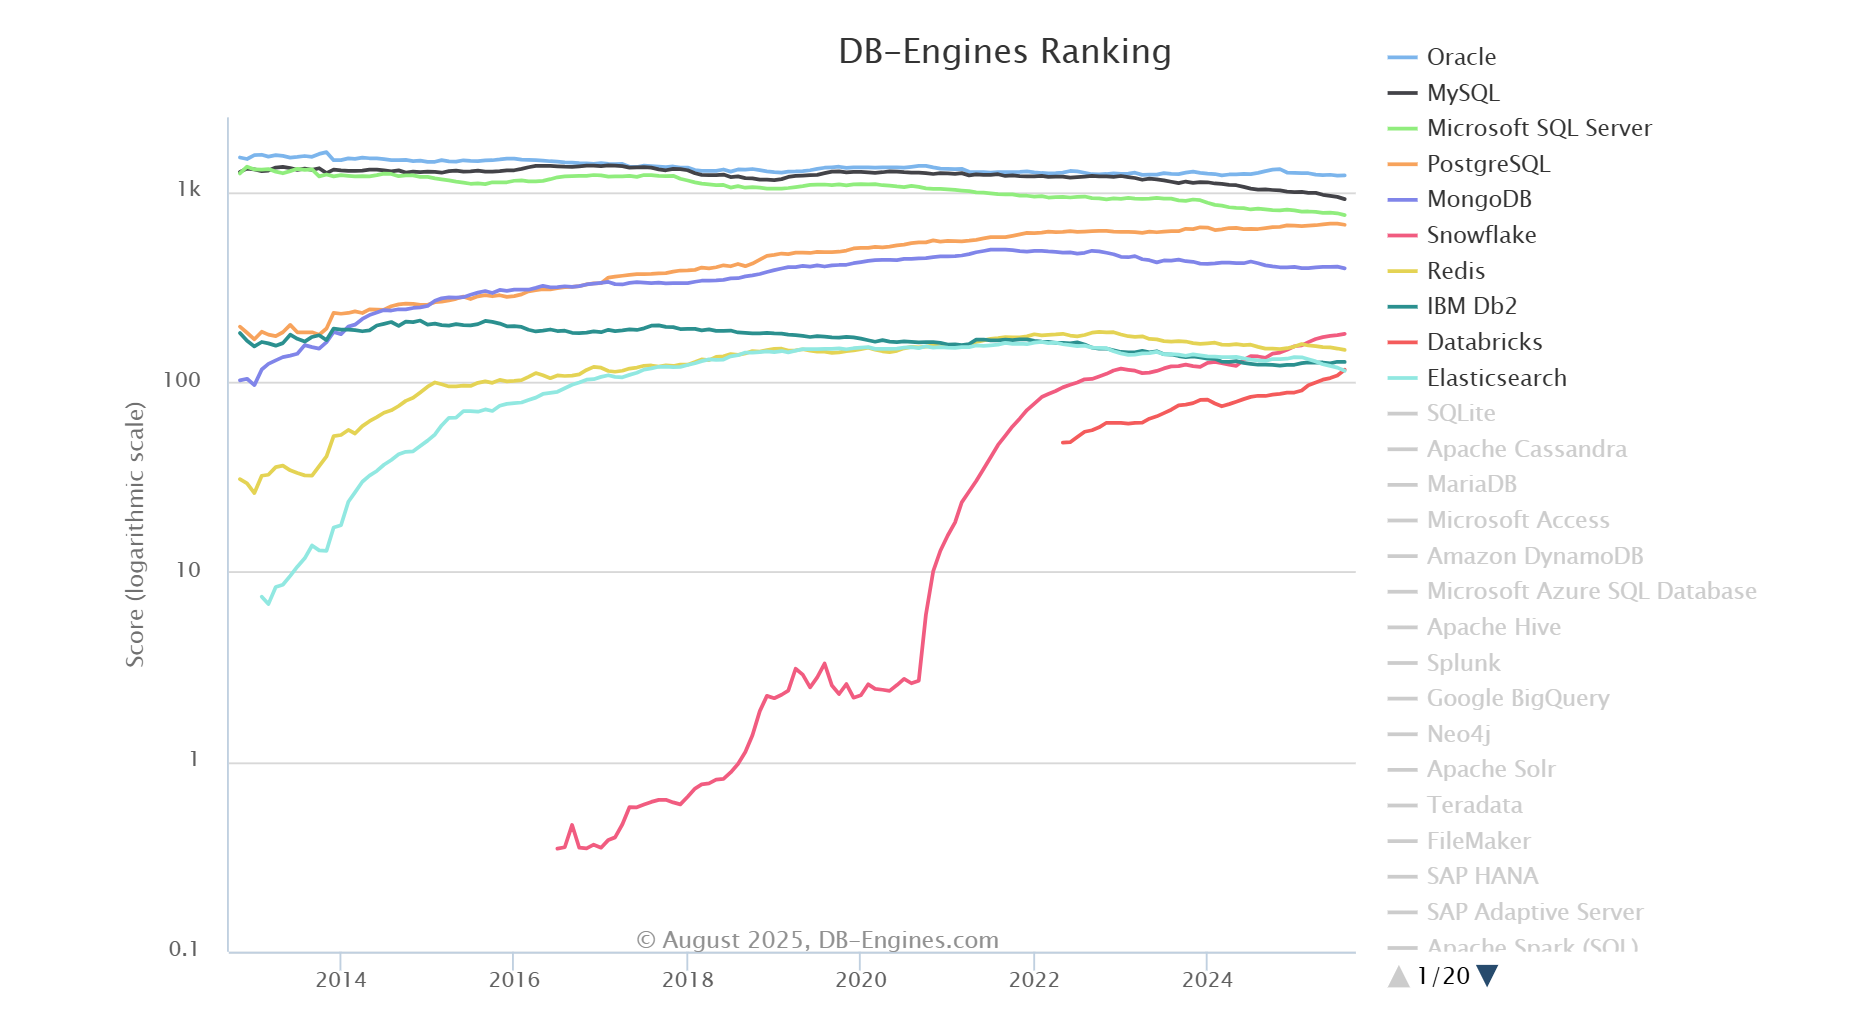 DB-Engines Ranking
Score (logarithmic scale)
1k
100
10
1
0.1
2014
2016
2018
2020
2022
2024
© August 2025, DB-Engines.com
Oracle
MySQL
Microsoft SQL Server
PostgreSQL
MongoDB
Snowflake
Redis
IBM Db2
Databricks
Elasticsearch
SQLite
Apache Cassandra
MariaDB
Microsoft Access
Amazon DynamoDB
Microsoft Azure SQL Database
Apache Hive
Splunk
Google BigQuery
Neo4j
Apache Solr
Teradata
FileMaker
SAP HANA
SAP Adaptive Server
Apache Spark (SQL)
1/20